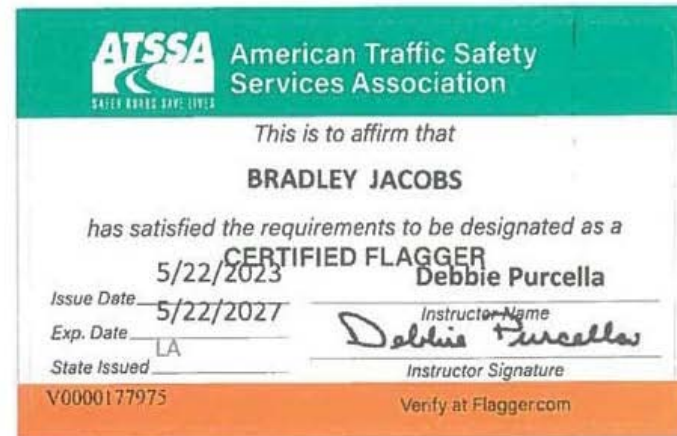 ATSSA
SAFER ROADS SAVE LIVES
American Traffic Safety
Services Association
This is to affirm that
BRADLEY JACOBS
has satisfied the requirements to be designated as a
CERTIFIED FLAGGER
Issue Date 5/22/2023
Debbie Purcella
Instructor Name
Exp. Date 5/22/2027
Debbie Purcella
State Issued LA
Instructor Signature
V0000177975
Verify at Flagger.com